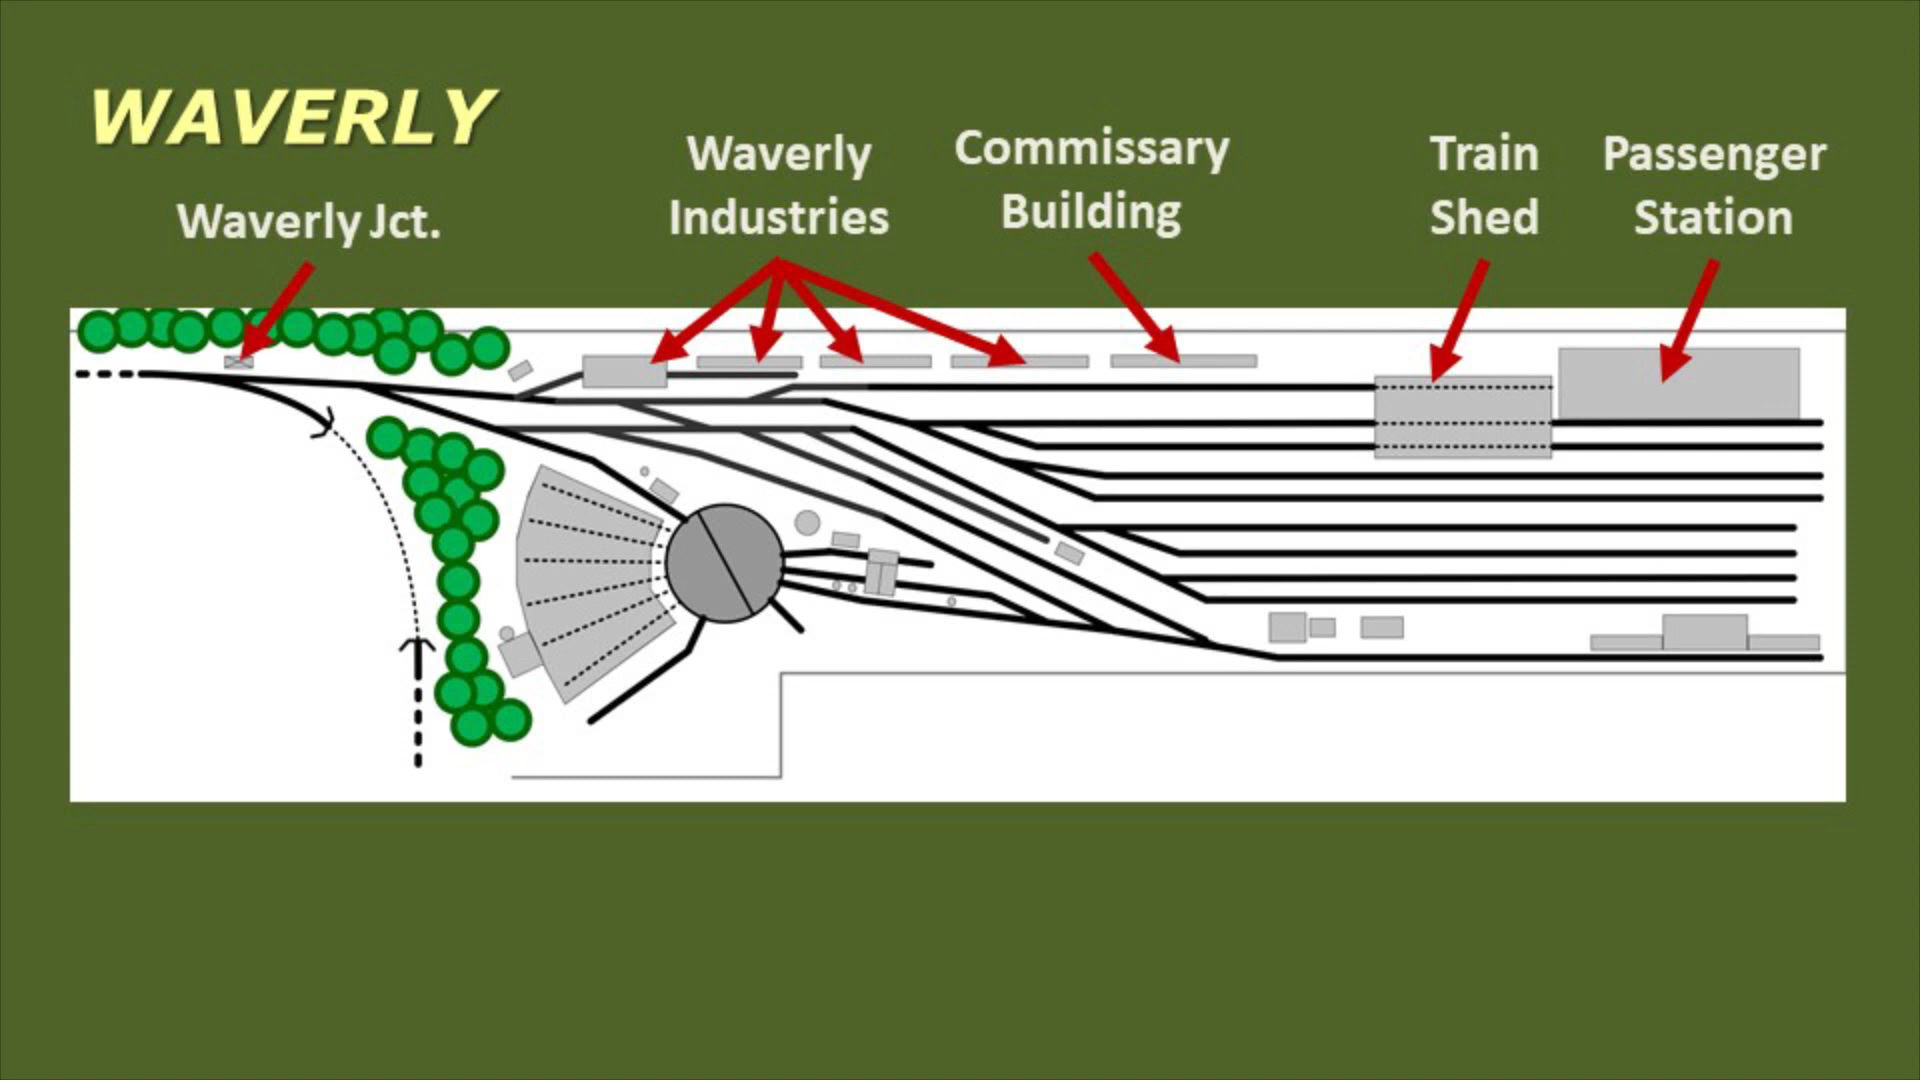 WAVERLY
Waverly Jct.
Waverly
Industries
Commissary
Building
Train
Shed
Passenger
Station